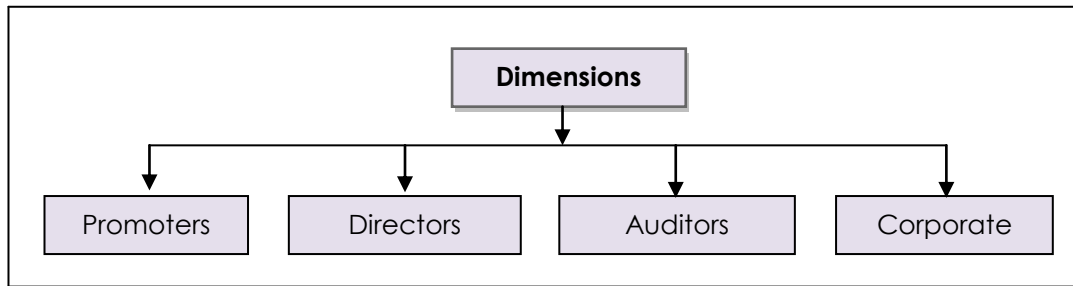 Dimensions
Promoters
Directors
Auditors
Corporate